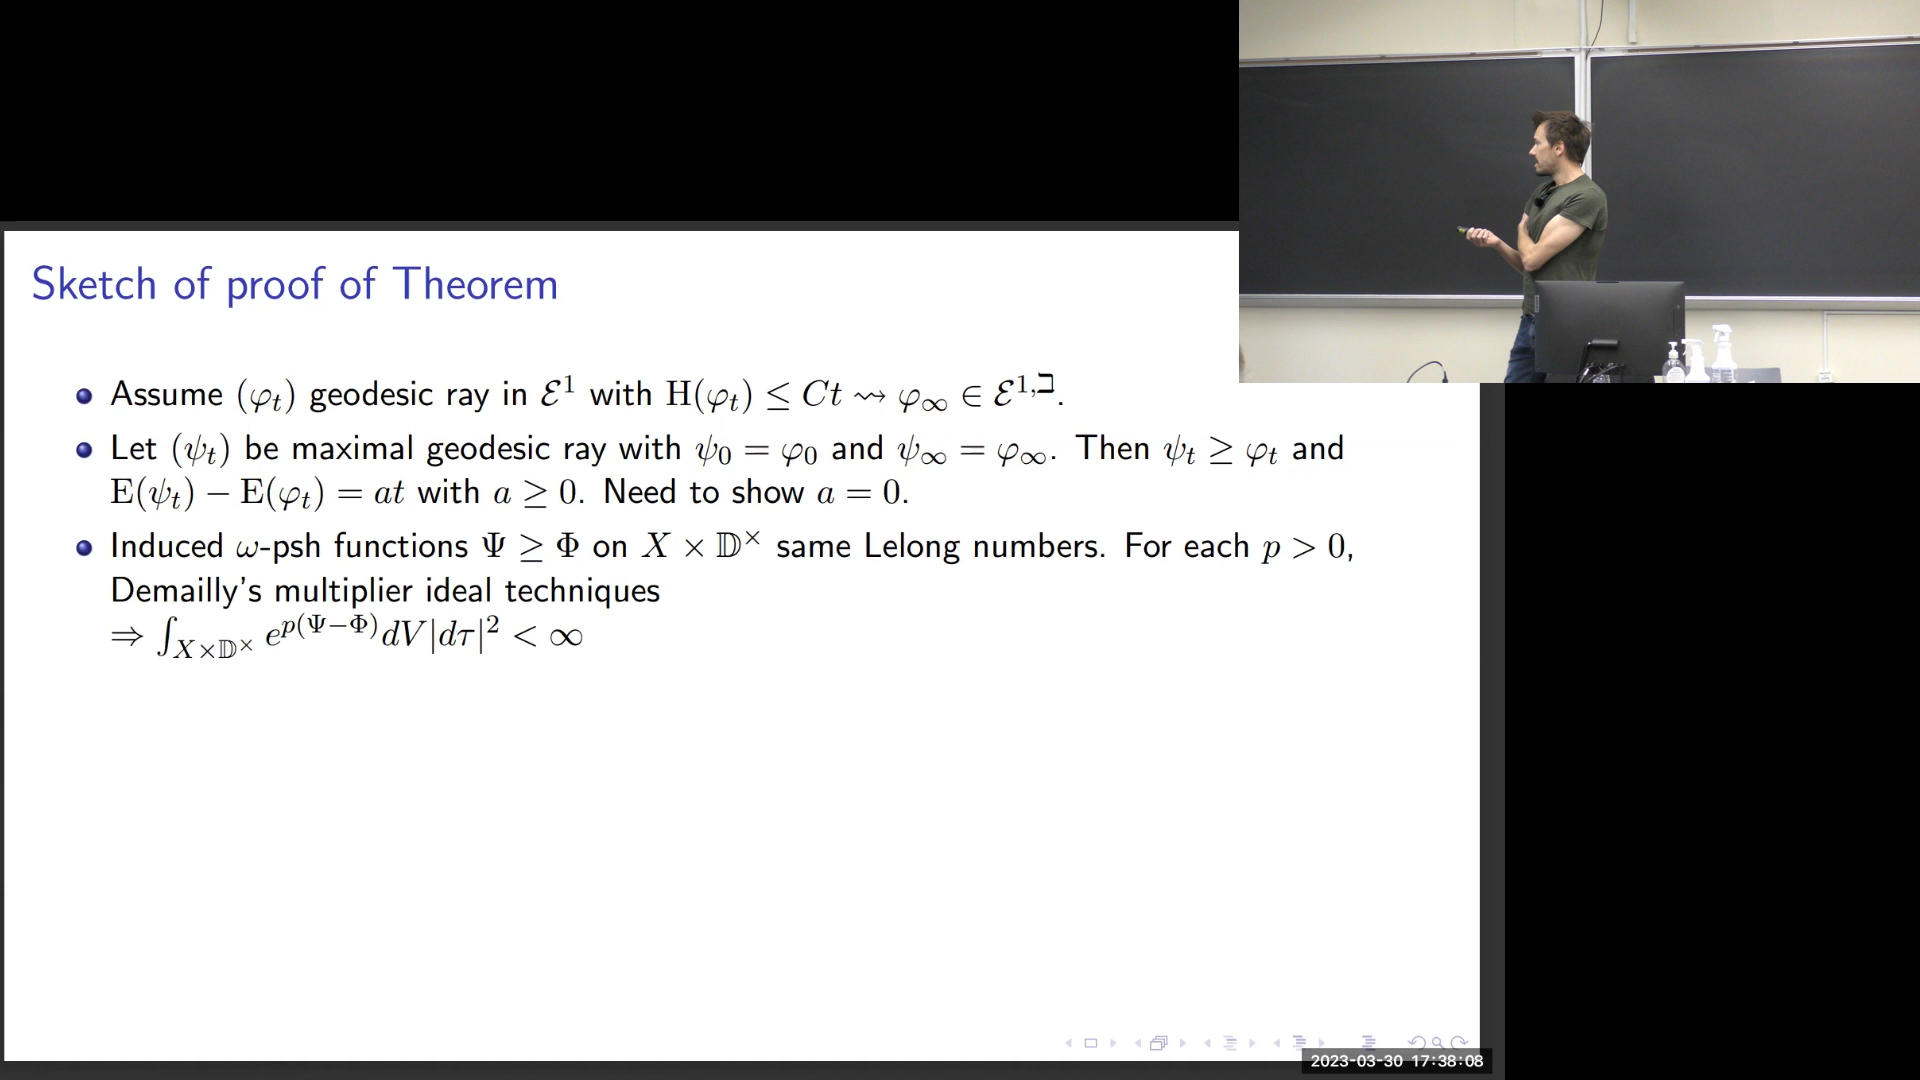 Sketch of proof of Theorem
Assume (φ_t) geodesic ray in ℰ^1 with H(φ_t) ≤ Ct ⇝ φ_∞ ∈ ℰ^{1,ℶ}.
Let (ψ_t) be maximal geodesic ray with ψ_0 = φ_0 and ψ_∞ = φ_∞. Then ψ_t ≥ φ_t and
E(ψ_t) − E(φ_t) = at with a ≥ 0. Need to show a = 0.
Induced ω-psh functions Ψ ≥ Φ on X × 𝔻^× same Lelong numbers. For each p > 0,
Demailly's multiplier ideal techniques
⇒ ∫_{X×𝔻^×} e^{p(Ψ−Φ)} dV|dτ|^2 < ∞
2023-03-30 17:38:08